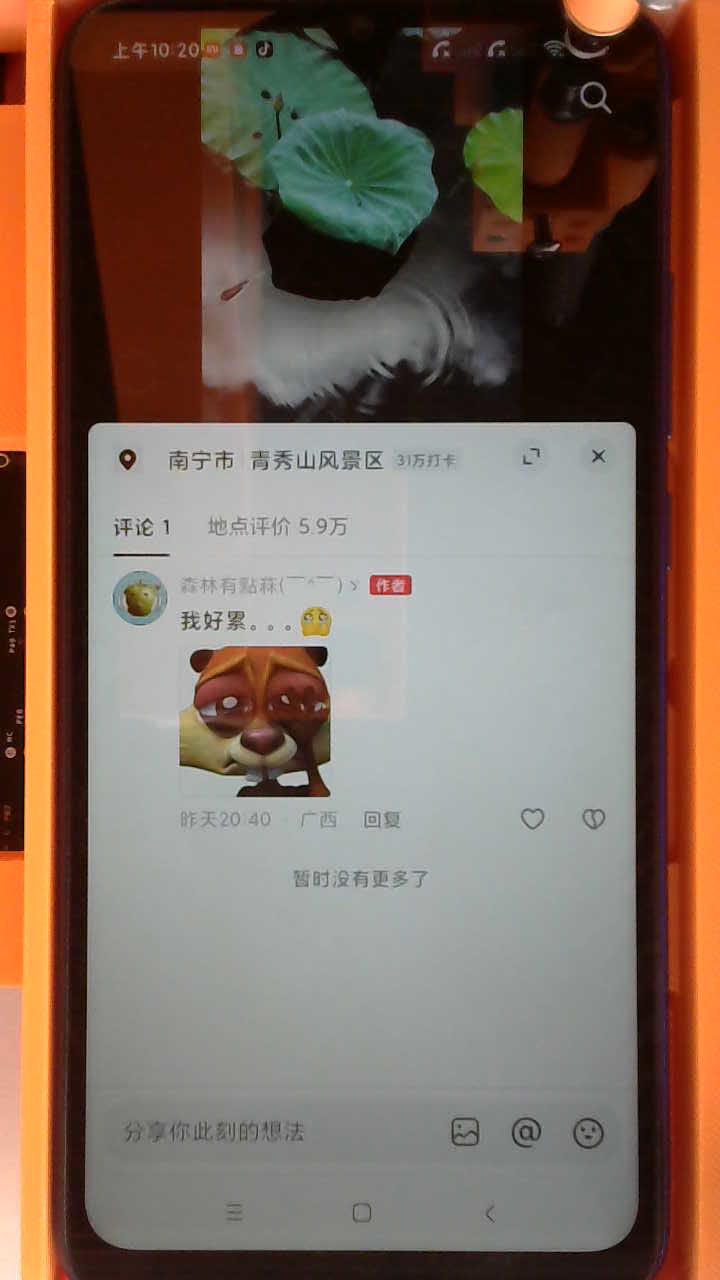 上午10:20
南宁市 青秀山风景区 31万打卡
评论 1 地点评价 5.9万
森林有點菻(￣^￣)ゞ 作者
我好累。。。
昨天20:40 · 广西 回复
暂时没有更多了
分享你此刻的想法